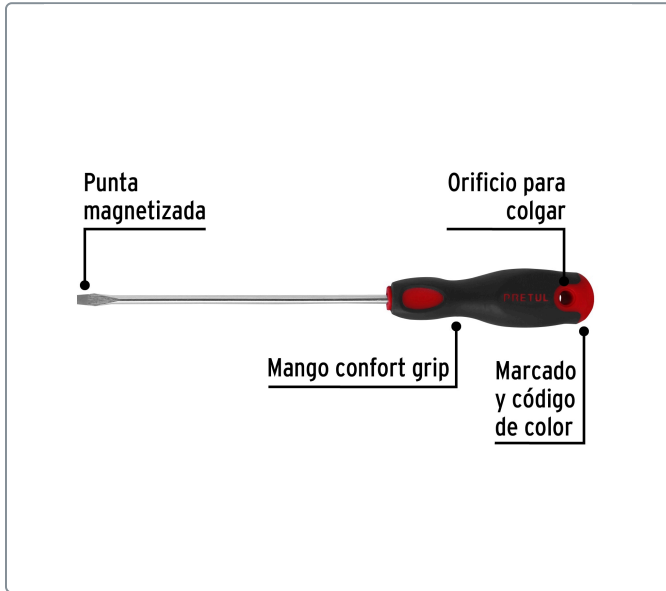 Punta
magnetizada
Orificio para
colgar
PRETUL
Mango confort grip
Marcado
y código
de color